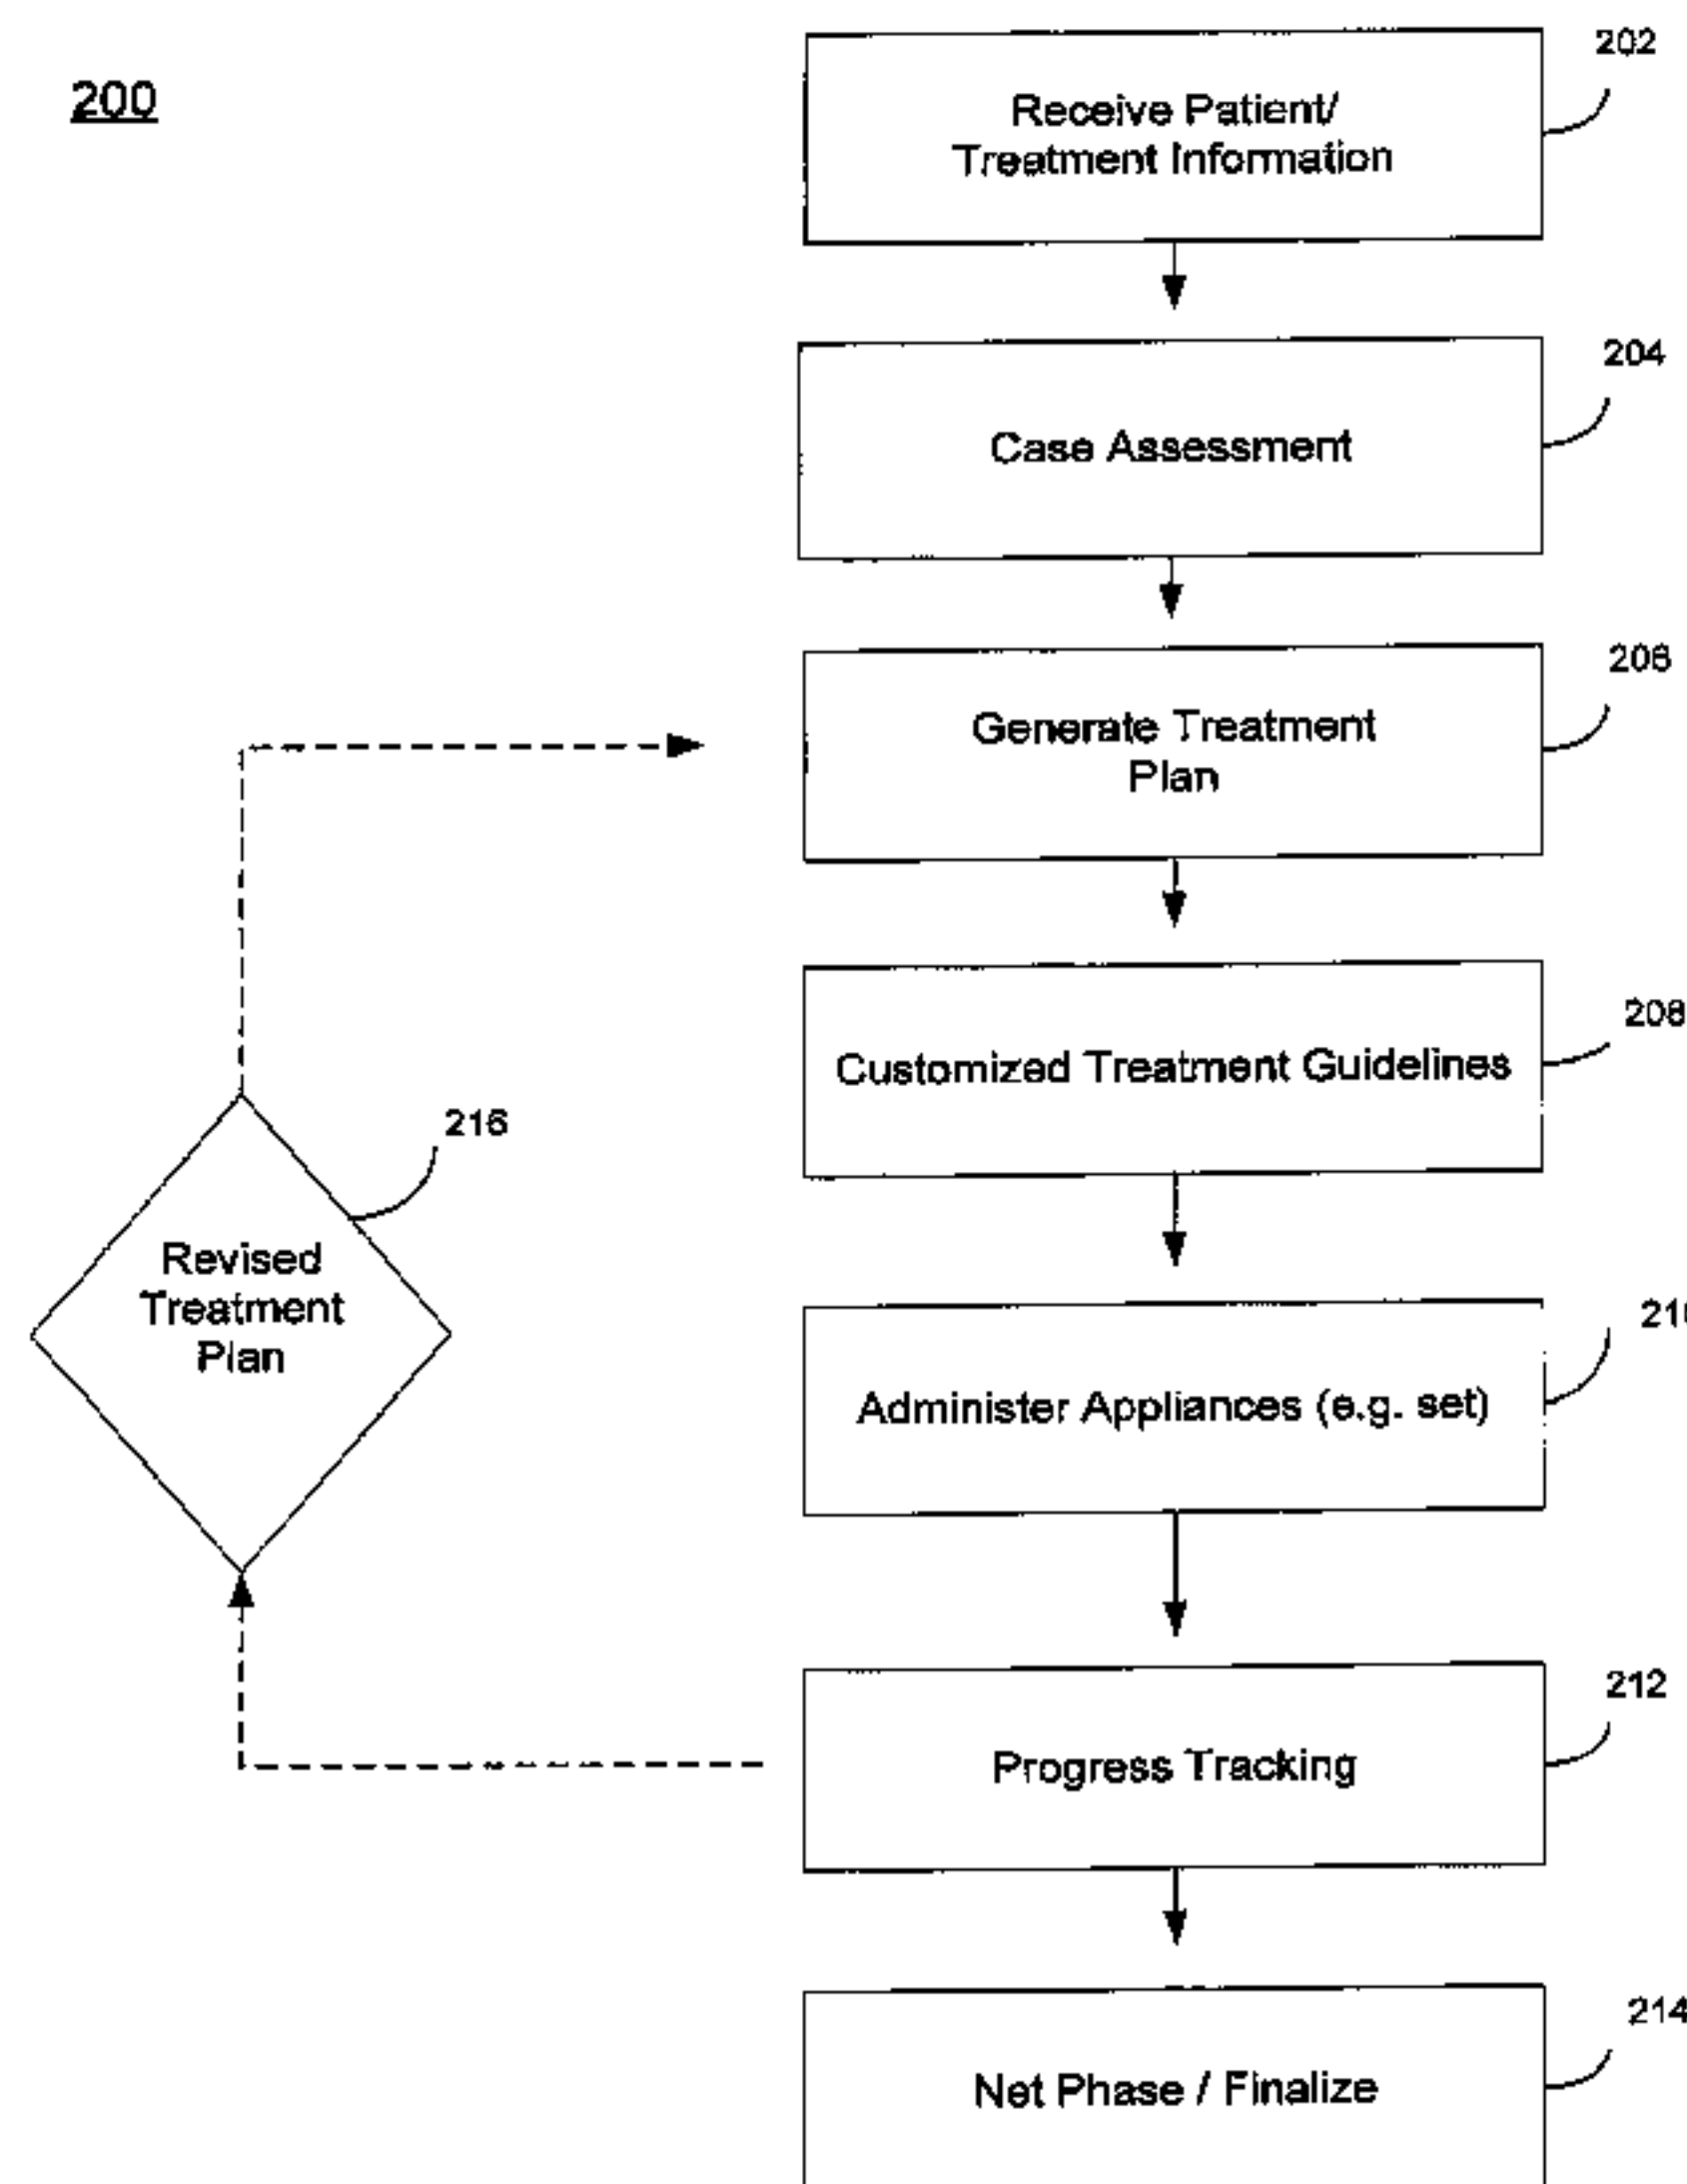 200
202
Receive Patient/
Treatment Information
204
Case Assessment
206
Generate Treatment
Plan
208
Customized Treatment Guidelines
216
Revised
Treatment
Plan
Administer Appliances (e.g. set)
212
Progress Tracking
214
Net Phase / Finalize